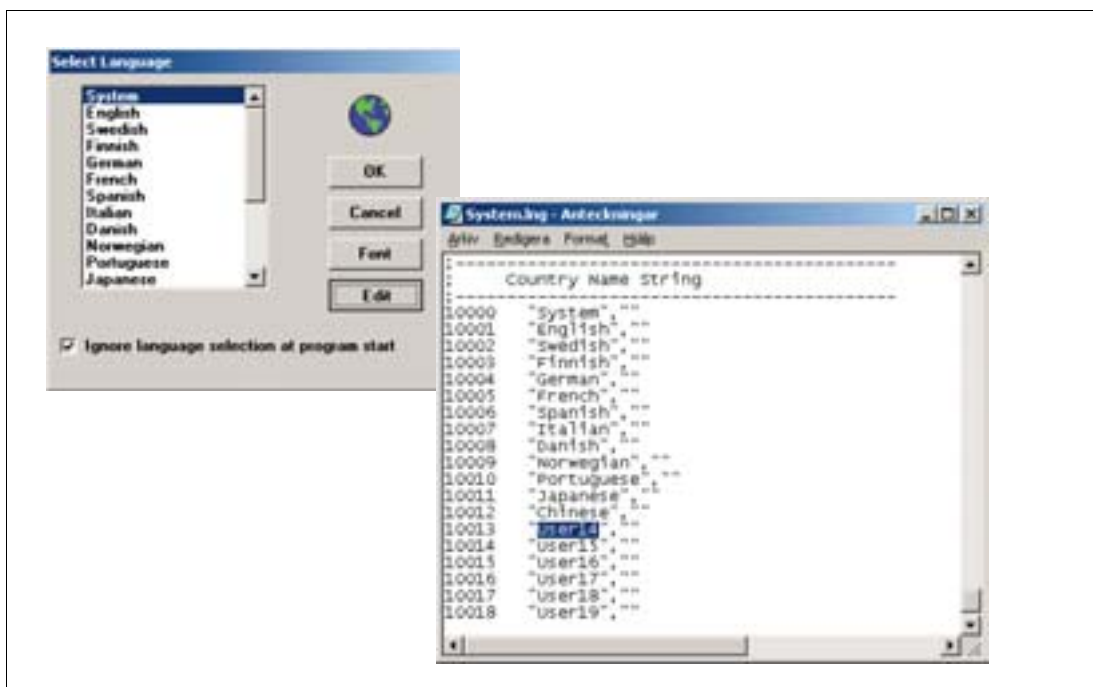 Select Language
System
English
Swedish
Finnish
German
French
Spanish
Italian
Danish
Norwegian
Portuguese
Japanese
OK
Cancel
Font
Edit
Ignore language selection at program start
System.lng - Anteckningar
Arkiv Redigera Format Hjälp
;--------------------------------------------------
; Country Name String
;--------------------------------------------------
10000 "System",""
10001 "English",""
10002 "Swedish",""
10003 "Finnish",""
10004 "German",""
10005 "French",""
10006 "Spanish",""
10007 "Italian",""
10008 "Danish",""
10009 "Norwegian",""
10010 "Portuguese",""
10011 "Japanese",""
10012 "Chinese",""
10013 "User14",""
10014 "User15",""
10015 "User16",""
10016 "User17",""
10017 "User18",""
10018 "User19",""